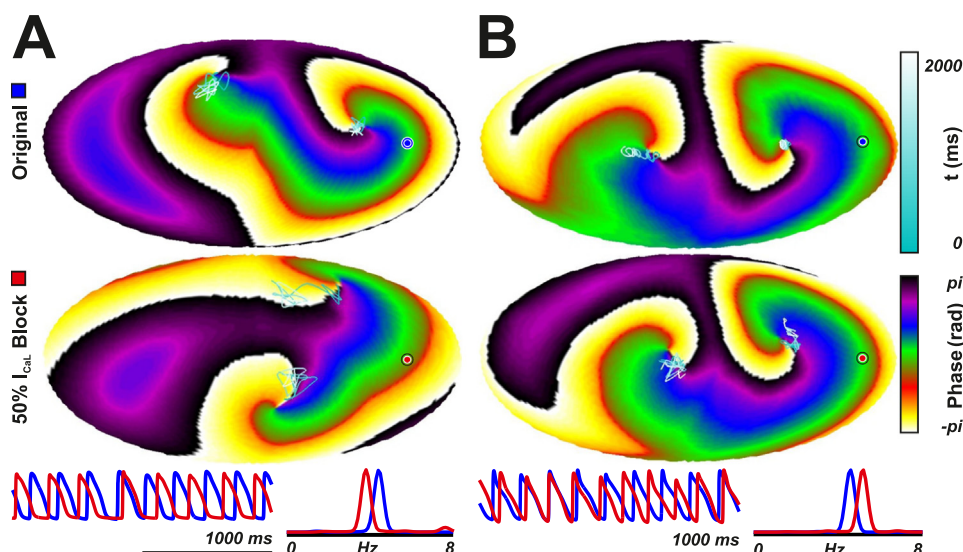 A
B
Original
50% ICaL Block
2000
t (ms)
0
pi
Phase (rad)
-pi
1000 ms
0 Hz 8
1000 ms
0 Hz 8